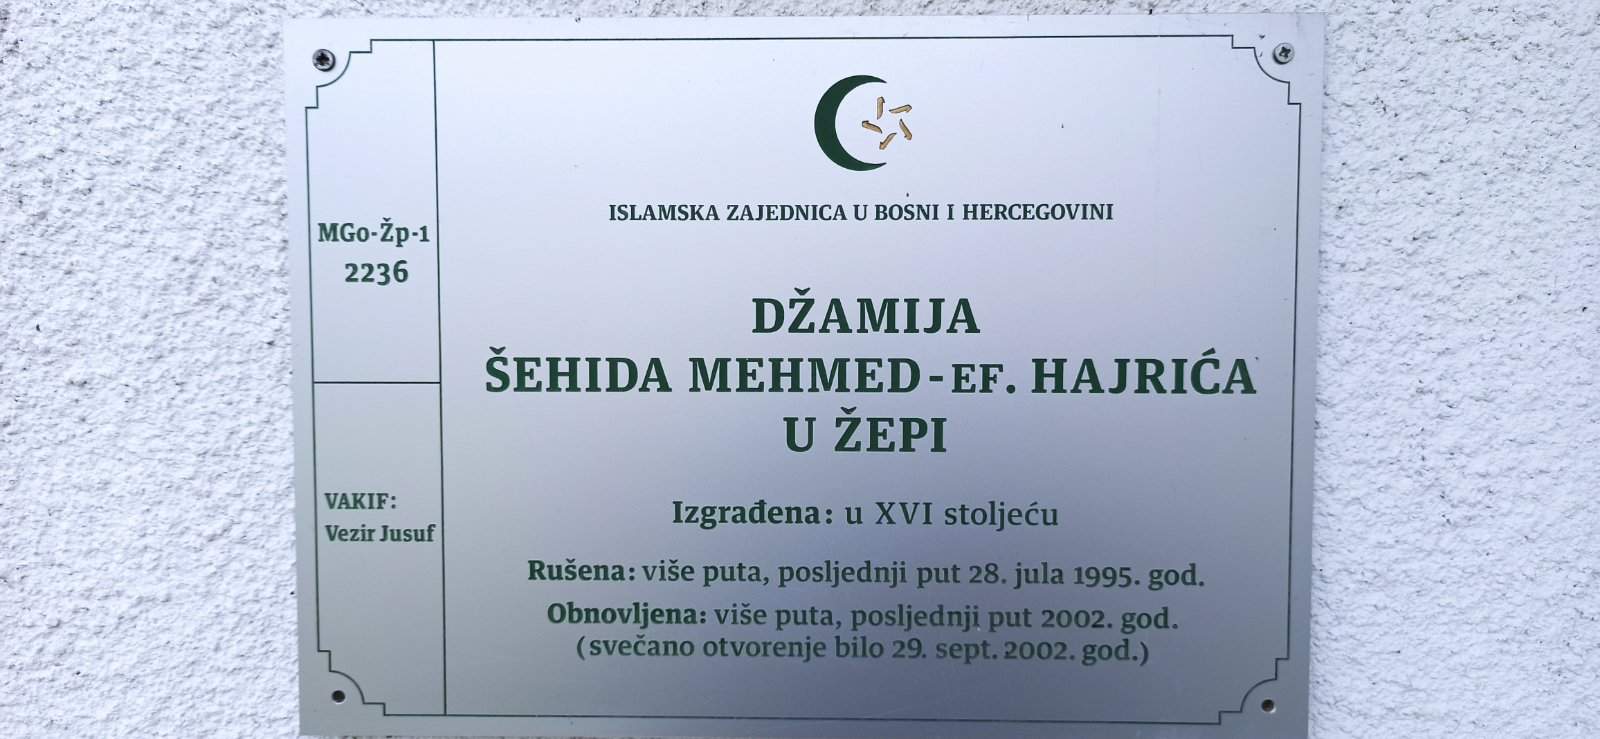 MGo-Žp-1
2236
VAKIF:
Vezir Jusuf
ISLAMSKA ZAJEDNICA U BOSNI I HERCEGOVINI
DŽAMIJA
ŠEHIDA MEHMED-EF. HAJRIĆA
U ŽEPI
Izgrađena: u XVI stoljeću
Rušena: više puta, posljednji put 28. jula 1995. god.
Obnovljena: više puta, posljednji put 2002. god.
(svečano otvorenje bilo 29. sept. 2002. god.)